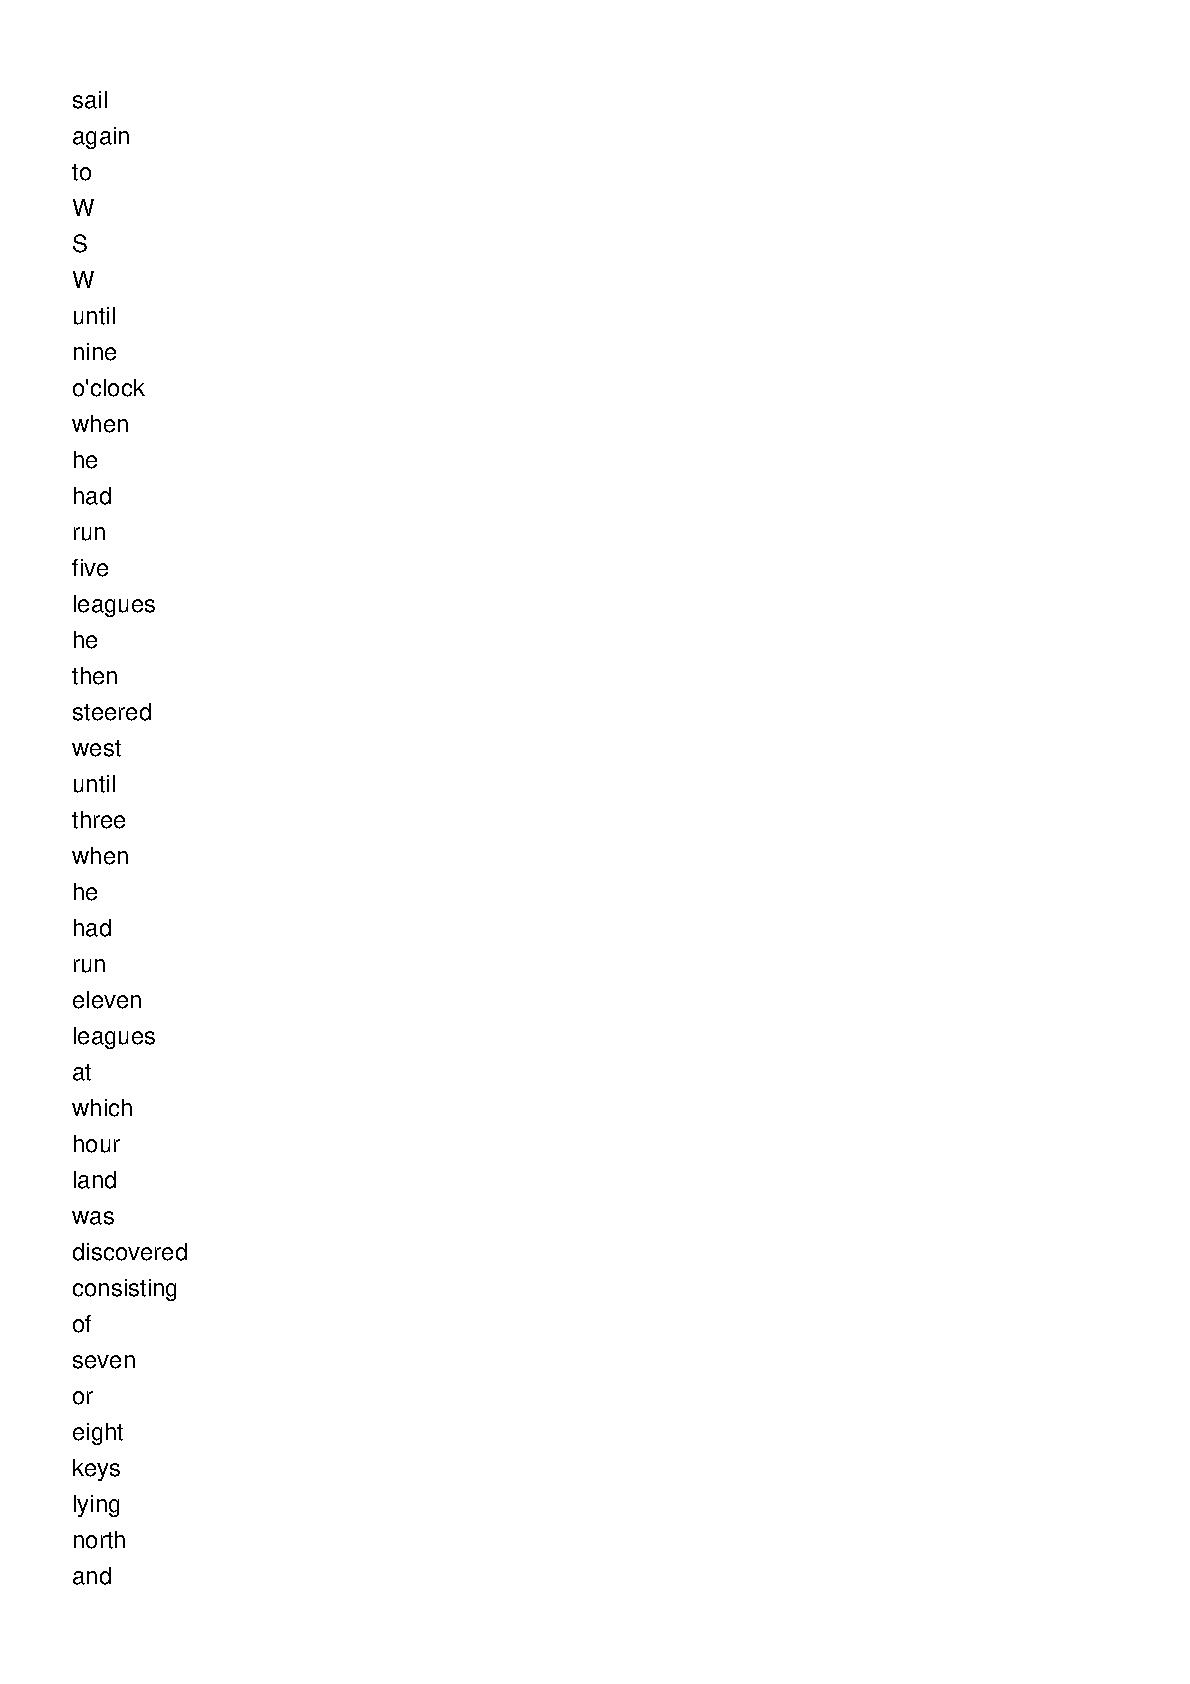 sail
again
to
W
S
W
until
nine
o'clock
when
he
had
run
five
leagues
he
then
steered
west
until
three
when
he
had
run
eleven
leagues
at
which
hour
land
was
discovered
consisting
of
seven
or
eight
keys
lying
north
and